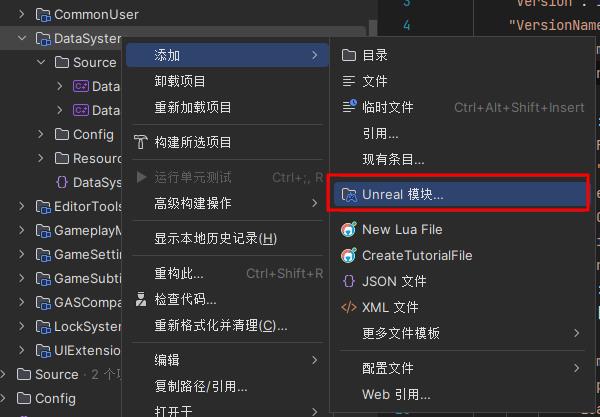 CommonUser
DataSystem
Source
Data
Data
Config
Resour
DataSys
EditorTools
GameplayM
GameSetti
GameSubti
GASCompa
LockSystem
UIExtension
Source · 2 个项
Config
添加
卸载项目
重新加载项目
构建所选项目
运行单元测试 Ctrl+;, R
高级构建操作
显示本地历史记录(H)
重构此... Ctrl+Shift+R
检查代码...
重新格式化并清理(C)...
编辑
复制路径/引用...
打开于
目录
文件
临时文件 Ctrl+Alt+Shift+Insert
引用...
现有条目...
Unreal 模块...
New Lua File
CreateTutorialFile
JSON 文件
XML 文件
更多文件模板
配置文件
Web 引用...
3 "Version": 1
4 "VersionName